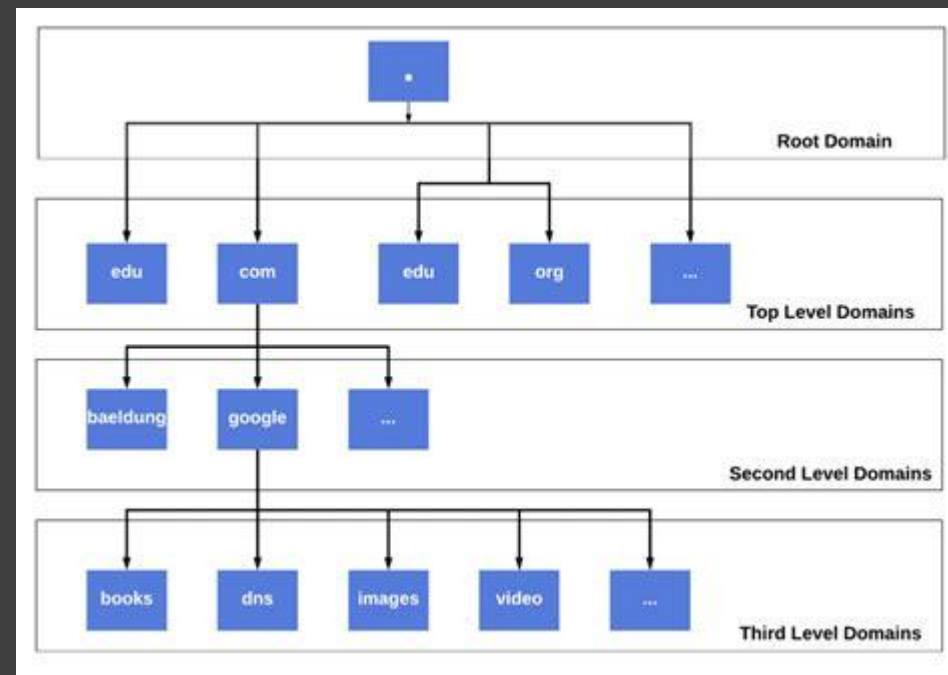 .
Root Domain
edu com edu org ...
Top Level Domains
baeldung google ...
Second Level Domains
books dns images video ...
Third Level Domains